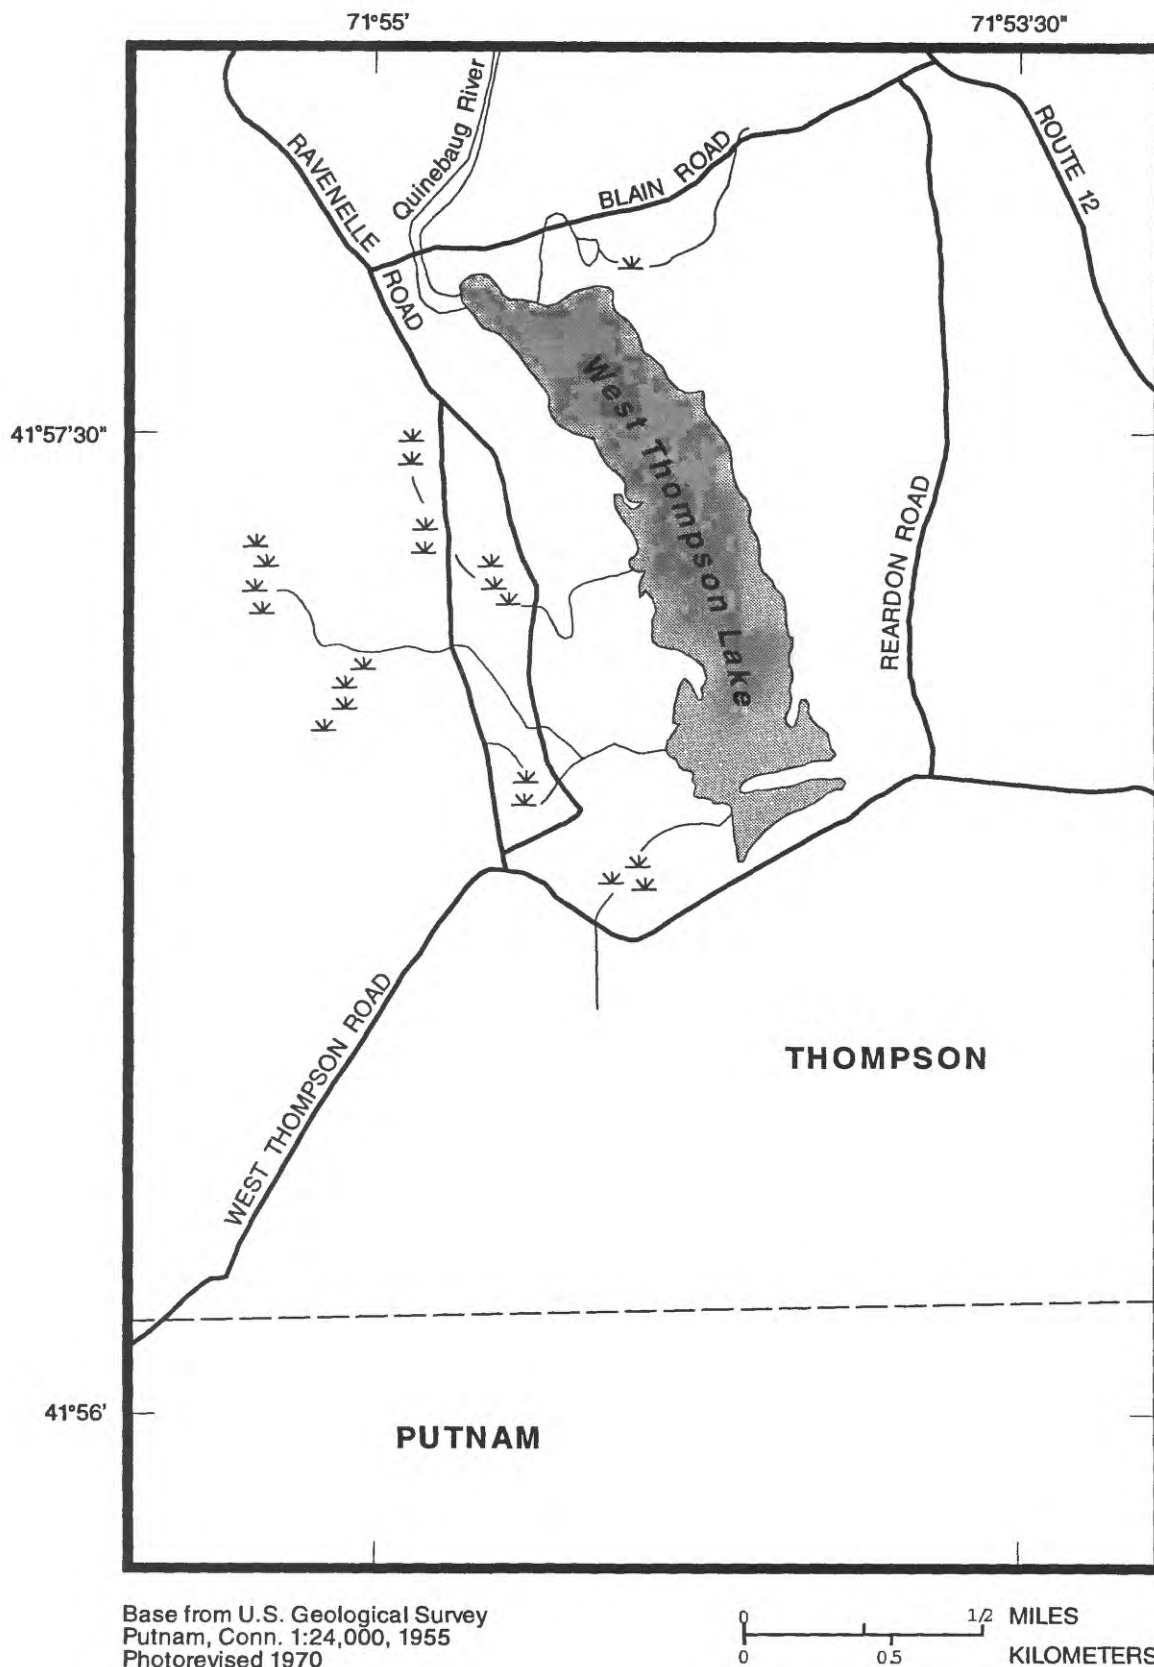 71°55'
71°53'30"
Quinebaug River
RAVENELLE
ROAD
BLAIN ROAD
ROUTE 12
41°57'30"
West Thompson Lake
REARDON ROAD
WEST THOMPSON ROAD
THOMPSON
41°56'
PUTNAM
Base from U.S. Geological Survey
Putnam, Conn. 1:24,000, 1955
Photorevised 1970
0 1/2 MILES
0 0.5 KILOMETERS